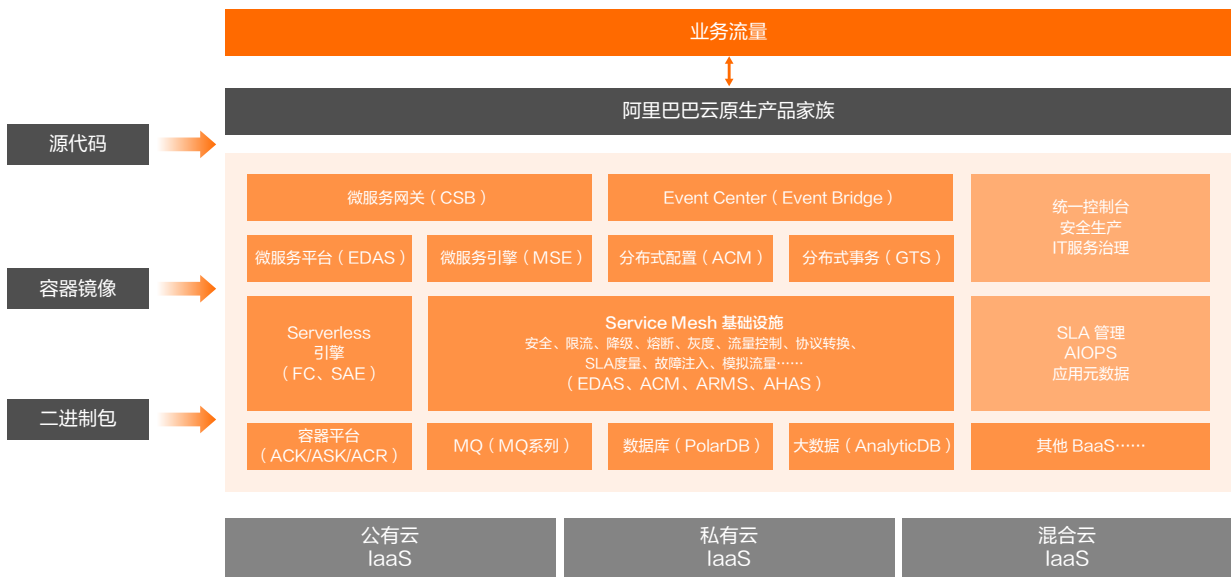 业务流量
阿里巴巴云原生产品家族
源代码
容器镜像
二进制包
微服务网关（CSB）
Event Center（Event Bridge）
统一控制台
安全生产
IT服务治理
微服务平台（EDAS）
微服务引擎（MSE）
分布式配置（ACM）
分布式事务（GTS）
Serverless
引擎
（FC、SAE）
Service Mesh 基础设施
安全、限流、降级、熔断、灰度、流量控制、协议转换、
SLA度量、故障注入、模拟流量……
（EDAS、ACM、ARMS、AHAS）
SLA 管理
AIOPS
应用元数据
容器平台
（ACK/ASK/ACR）
MQ（MQ系列）
数据库（PolarDB）
大数据（AnalyticDB）
其他 BaaS……
公有云
IaaS
私有云
IaaS
混合云
IaaS